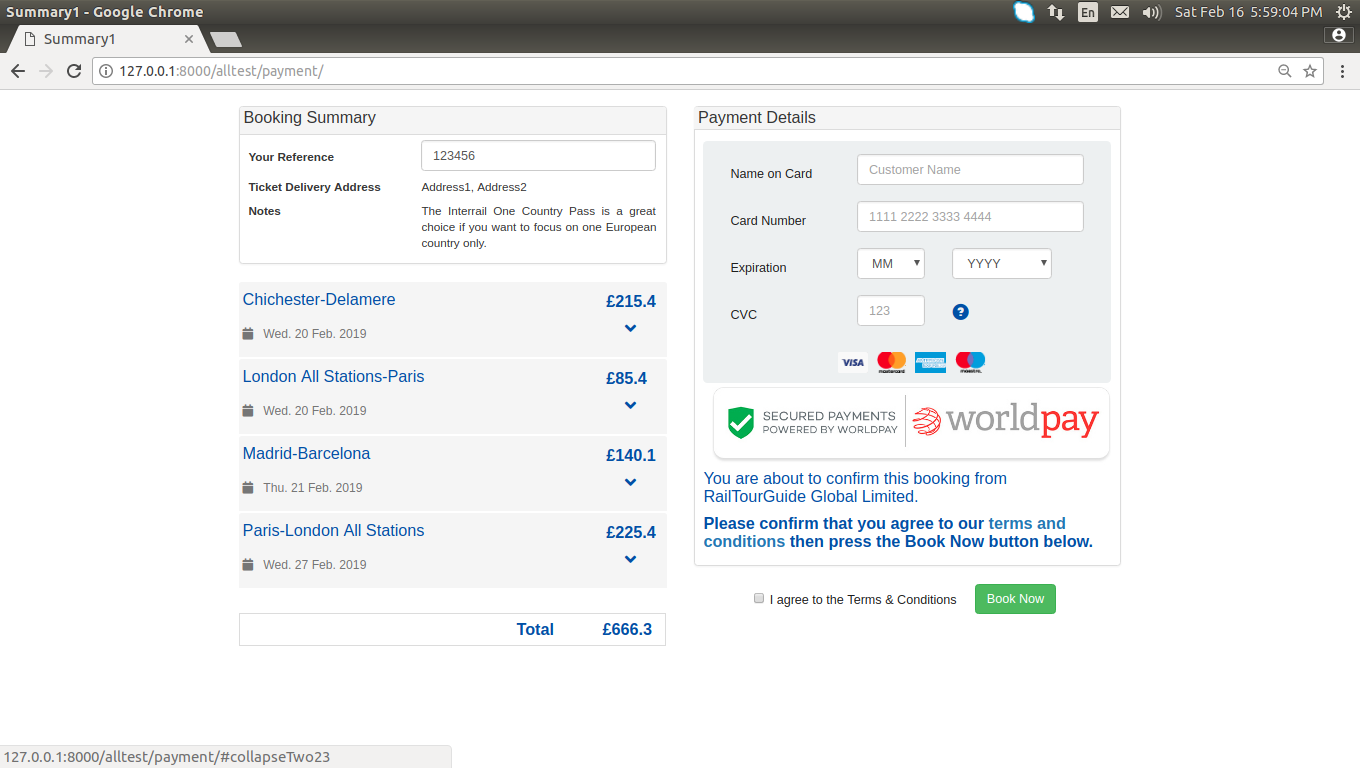 Summary1 - Google Chrome
En
Sat Feb 16 5:59:04 PM
Summary1
127.0.0.1:8000/alltest/payment/
Booking Summary
Your Reference
123456
Ticket Delivery Address
Address1, Address2
Notes
The Interrail One Country Pass is a great
choice if you want to focus on one European
country only.
Chichester-Delamere
£215.4
Wed. 20 Feb. 2019
London All Stations-Paris
£85.4
Wed. 20 Feb. 2019
Madrid-Barcelona
£140.1
Thu. 21 Feb. 2019
Paris-London All Stations
£225.4
Wed. 27 Feb. 2019
Total
£666.3
Payment Details
Name on Card
Customer Name
Card Number
1111 2222 3333 4444
Expiration
MM
YYYY
CVC
123
?
VISA
mastercard
maestro
SECURED PAYMENTS
POWERED BY WORLDPAY
worldpay
You are about to confirm this booking from
RailTourGuide Global Limited.
Please confirm that you agree to our terms and
conditions then press the Book Now button below.
I agree to the Terms & Conditions
Book Now
127.0.0.1:8000/alltest/payment/#collapseTwo23